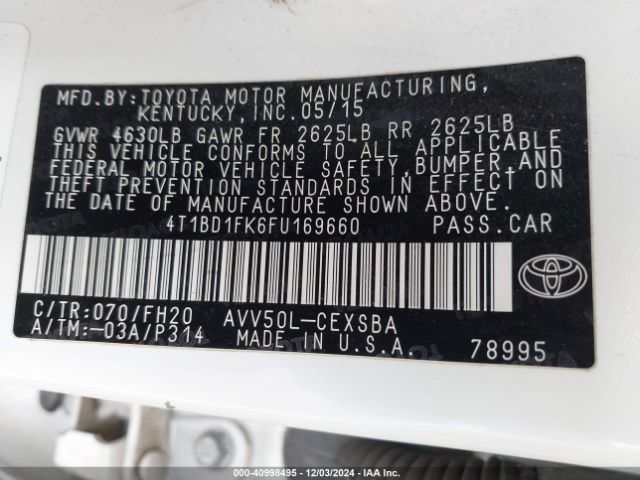 MFD.BY:TOYOTA MOTOR MANUFACTURING,
KENTUCKY,INC.05/15
GVWR 4630LB GAWR FR 2625LB RR 2625LB
THIS VEHICLE CONFORMS TO ALL APPLICABLE
FEDERAL MOTOR VEHICLE SAFETY,BUMPER,AND
THEFT PREVENTION STANDARDS IN EFFECT ON
THE DATE OF MANUFACTURE SHOWN ABOVE.
4T1BD1FK6FU169660 PASS.CAR
C/TR:070/FH20 AVV50L-CEXSBA
A/TM:-03A/P314 MADE IN U.S.A. 78995
40-40998495 - 12/03/2024 - IAA Inc.